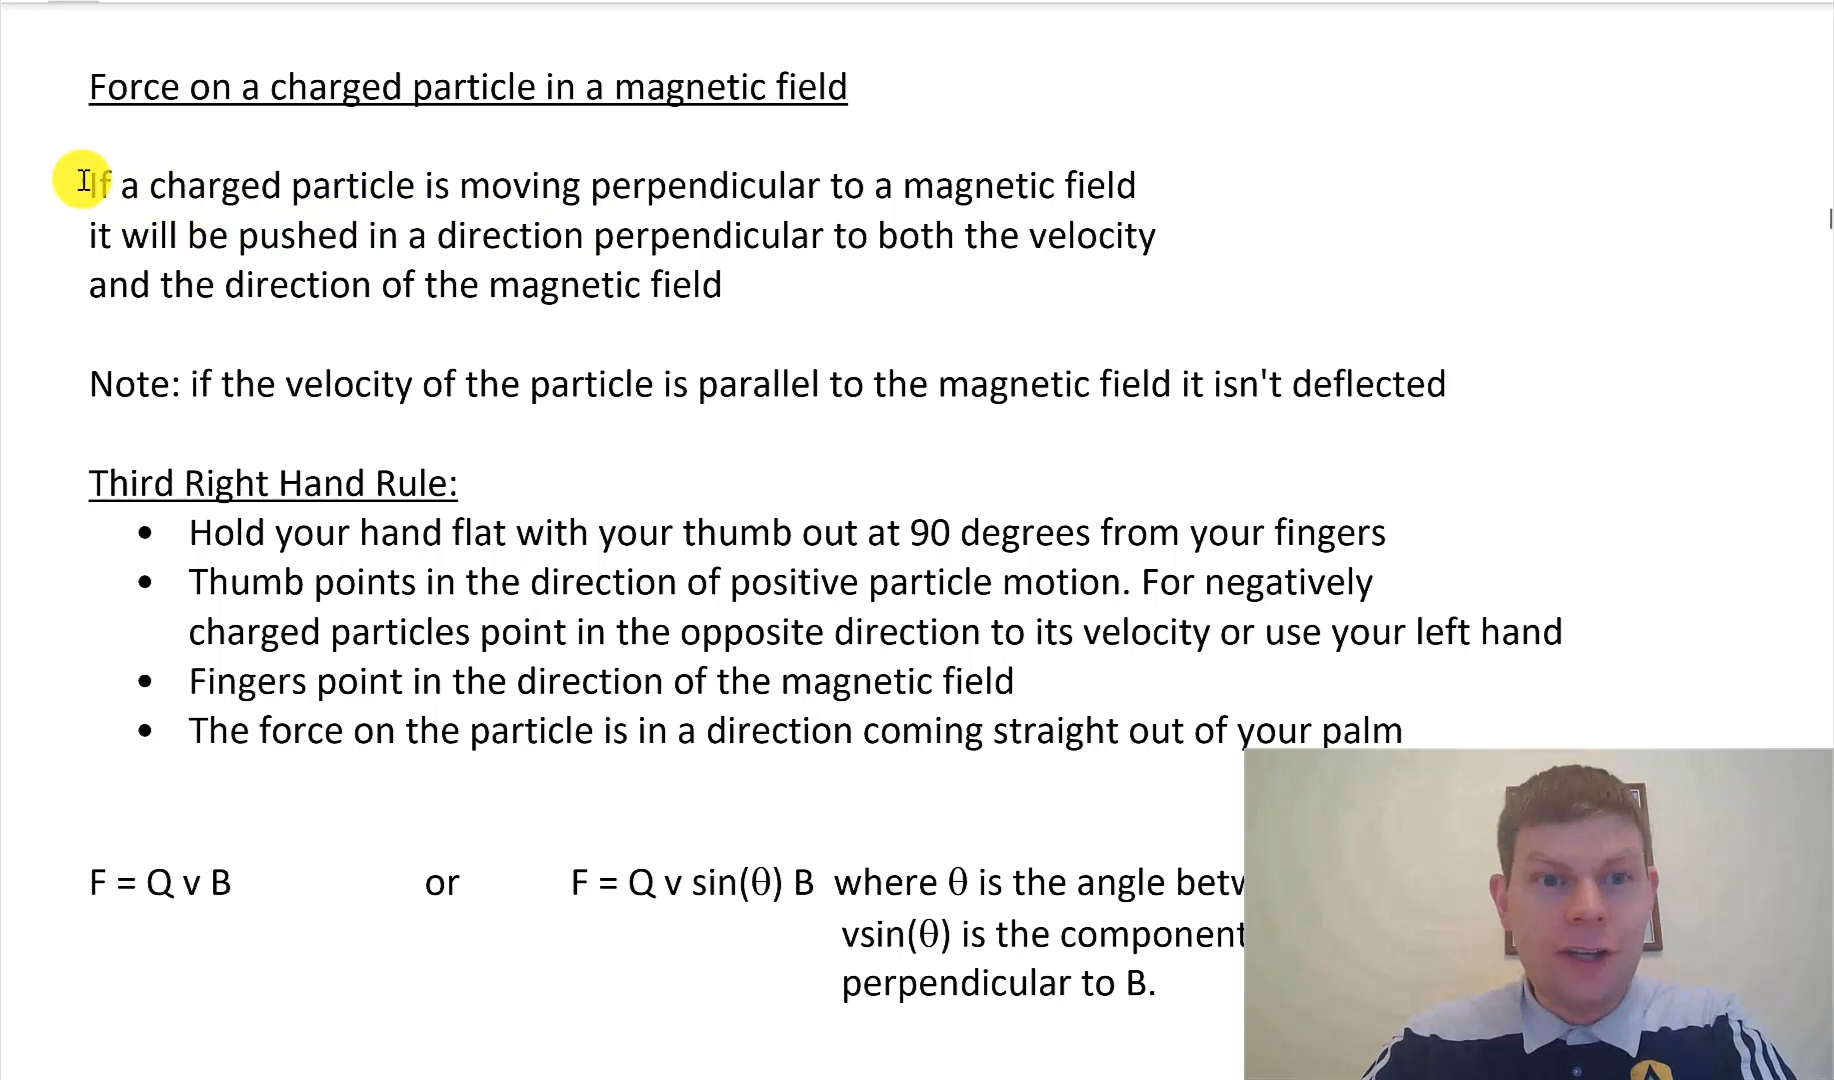 Force on a charged particle in a magnetic field
If a charged particle is moving perpendicular to a magnetic field
it will be pushed in a direction perpendicular to both the velocity
and the direction of the magnetic field
Note: if the velocity of the particle is parallel to the magnetic field it isn't deflected
Third Right Hand Rule:
• Hold your hand flat with your thumb out at 90 degrees from your fingers
• Thumb points in the direction of positive particle motion. For negatively
charged particles point in the opposite direction to its velocity or use your left hand
• Fingers point in the direction of the magnetic field
• The force on the particle is in a direction coming straight out of your palm
F = Q v B or F = Q v sin(θ) B where θ is the angle
vsin(θ) is the component
perpendicular to B.